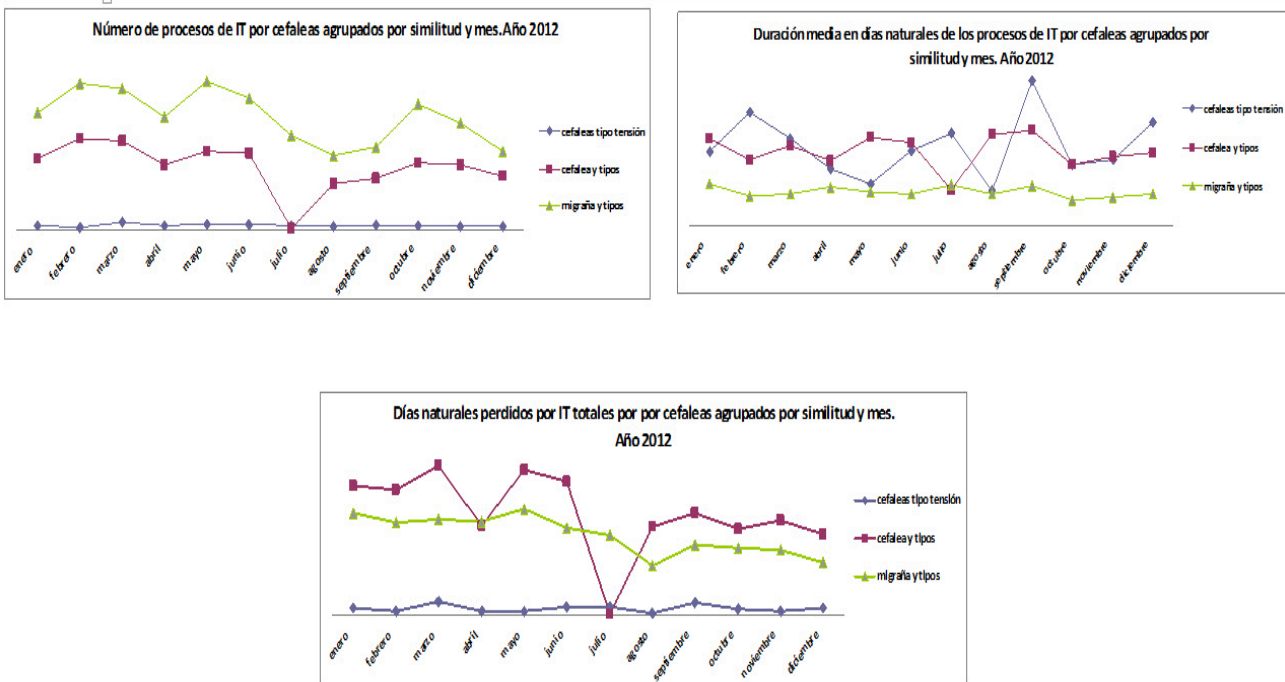 Número de procesos de IT por cefaleas agrupados por similitud y mes.Año 2012
cefaleas tipo tensión
cefalea y tipos
migraña y tipos
enero
febrero
marzo
abril
mayo
junio
julio
agosto
septiembre
octubre
noviembre
diciembre
Duración media en días naturales de los procesos de IT por cefaleas agrupados por
similitud y mes. Año 2012
cefaleas tipo tensión
cefalea y tipos
migraña y tipos
enero
febrero
marzo
abril
mayo
junio
julio
agosto
septiembre
octubre
noviembre
diciembre
Días naturales perdidos por IT totales por por cefaleas agrupados por similitud y mes.
Año 2012
cefaleas tipo tensión
cefalea y tipos
migraña y tipos
enero
febrero
marzo
abril
mayo
junio
julio
agosto
septiembre
octubre
noviembre
diciembre